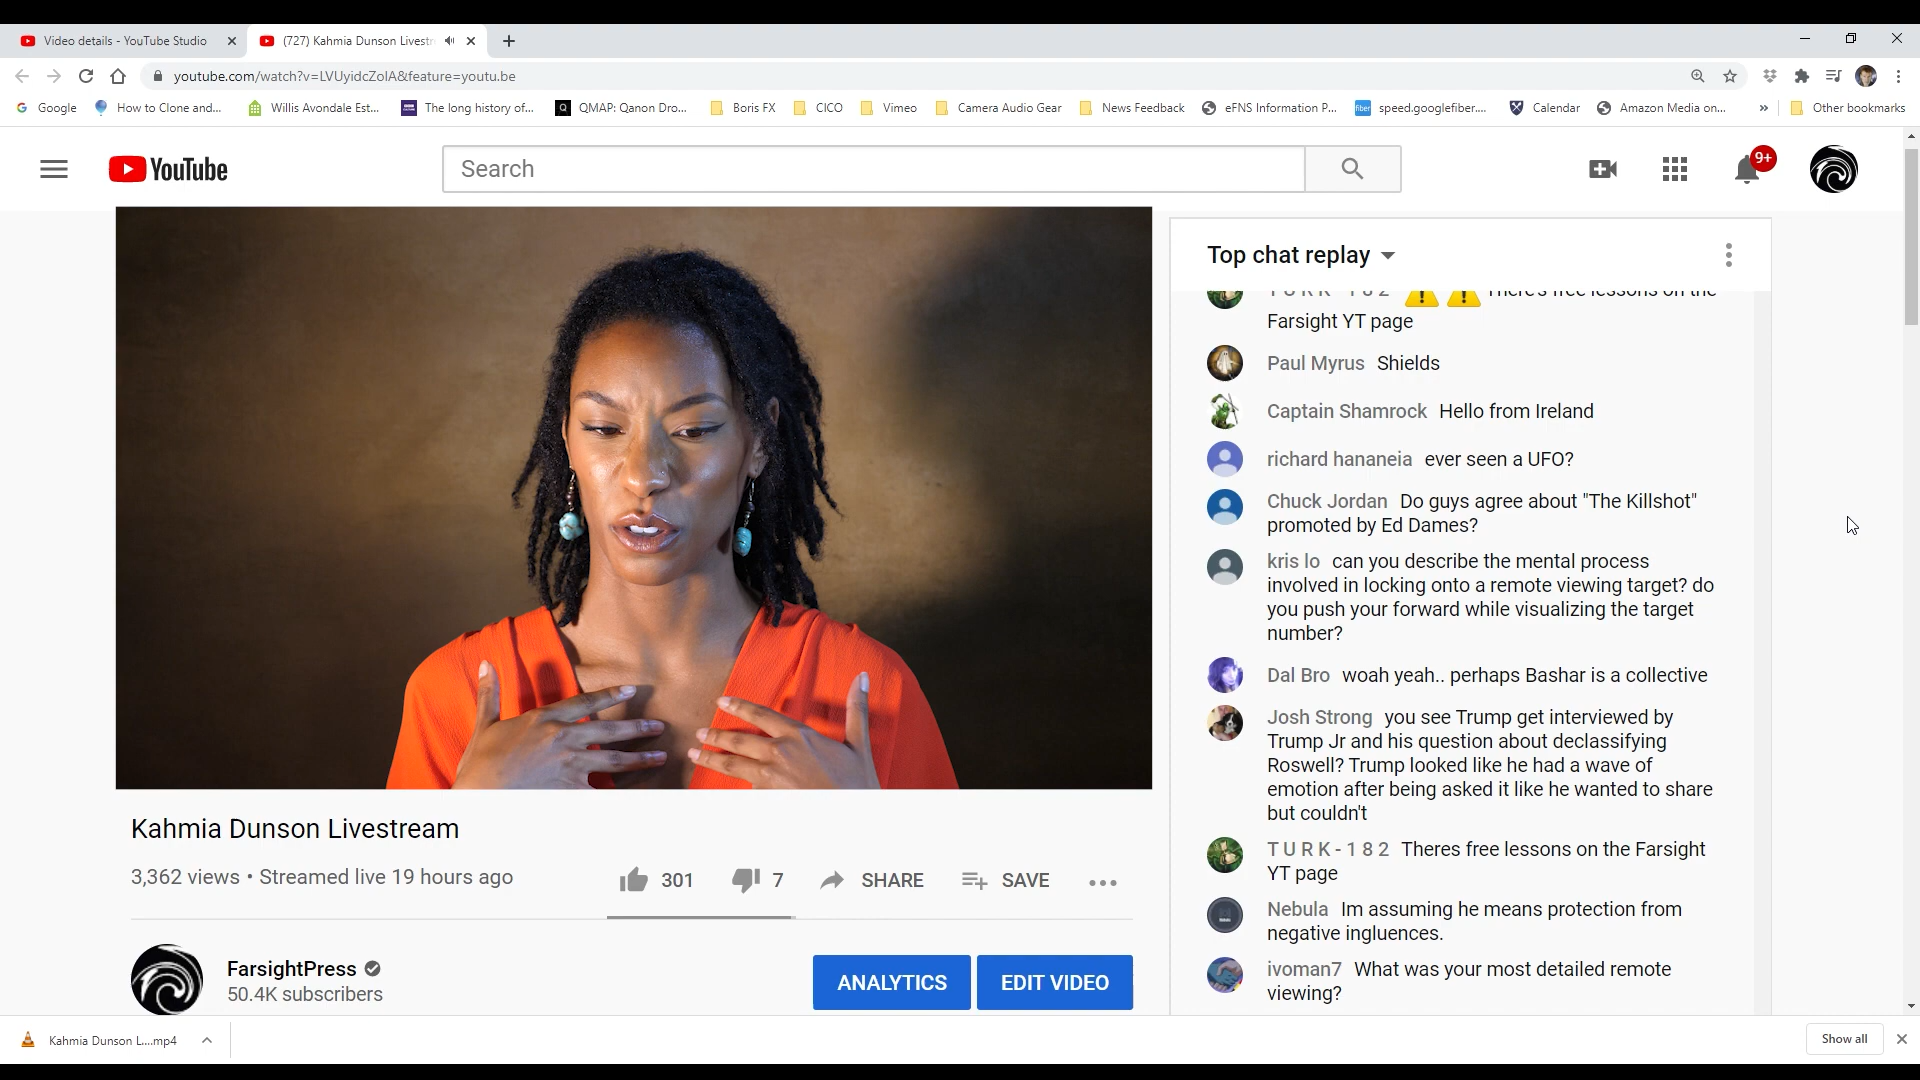 Video details - YouTube Studio
(727) Kahmia Dunson Livestr
youtube.com/watch?v=LVUyidcZolA&feature=youtu.be
Google How to Clone and... Willis Avondale Est... The long history of... QMAP: Qanon Dro... Boris FX CICO Vimeo Camera Audio Gear News Feedback eFNS Information P... speed.googlefiber.... Calendar Amazon Media on... » Other bookmarks
YouTube
Search
9+
Top chat replay
TURK-182 There's free lessons on the
Farsight YT page
Paul Myrus Shields
Captain Shamrock Hello from Ireland
richard hananeia ever seen a UFO?
Chuck Jordan Do guys agree about "The Killshot"
promoted by Ed Dames?
kris lo can you describe the mental process
involved in locking onto a remote viewing target? do
you push your forward while visualizing the target
number?
Dal Bro woah yeah.. perhaps Bashar is a collective
Josh Strong you see Trump get interviewed by
Trump Jr and his question about declassifying
Roswell? Trump looked like he had a wave of
emotion after being asked it like he wanted to share
but couldn't
T U R K - 1 8 2 Theres free lessons on the Farsight
YT page
Nebula Im assuming he means protection from
negative ingluences.
ivoman7 What was your most detailed remote
viewing?
Kahmia Dunson Livestream
3,362 views • Streamed live 19 hours ago
301 7 SHARE SAVE
FarsightPress
50.4K subscribers
ANALYTICS EDIT VIDEO
Kahmia Dunson L....mp4
Show all